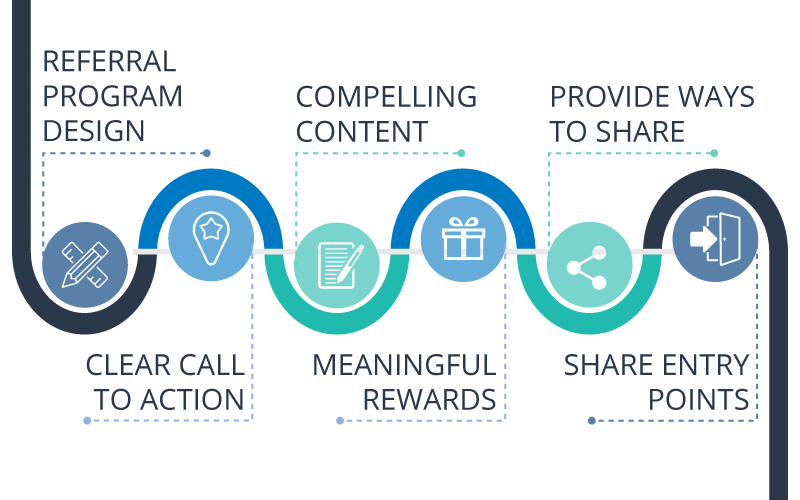 REFERRAL
PROGRAM
DESIGN
CLEAR CALL
TO ACTION
COMPELLING
CONTENT
MEANINGFUL
REWARDS
PROVIDE WAYS
TO SHARE
SHARE ENTRY
POINTS